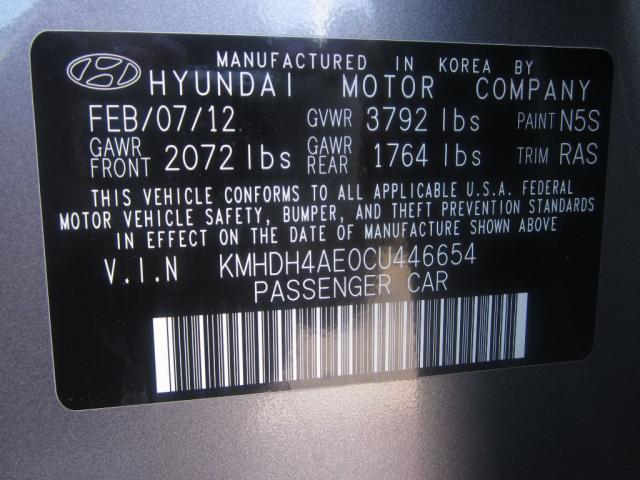 MANUFACTURED IN KOREA BY
HYUNDAI MOTOR COMPANY
FEB/07/12 GVWR 3792 lbs PAINT N5S
GAWR FRONT 2072 lbs GAWR REAR 1764 lbs TRIM RAS
THIS VEHICLE CONFORMS TO ALL APPLICABLE U.S.A. FEDERAL
MOTOR VEHICLE SAFETY, BUMPER, AND THEFT PREVENTION STANDARDS
IN EFFECT ON THE DATE OF MANUFACTURE SHOWN ABOVE.
V.I.N KMHDH4AE0CU446654
PASSENGER CAR